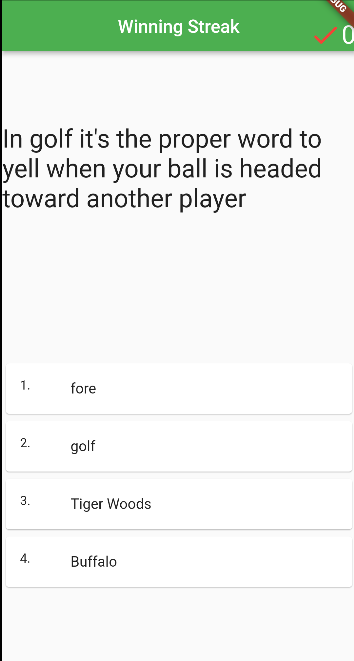 Winning Streak
0
In golf it's the proper word to
yell when your ball is headed
toward another player
1. fore
2. golf
3. Tiger Woods
4. Buffalo